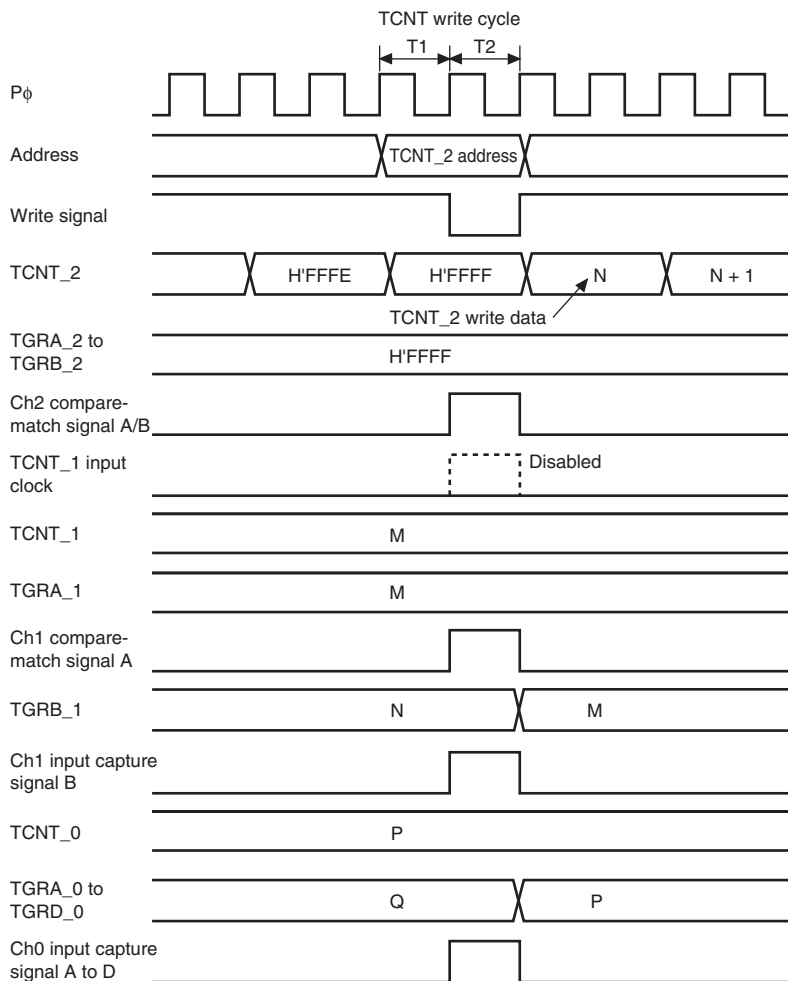 TCNT write cycle
T1 T2
Pϕ
Address
TCNT_2 address
Write signal
TCNT_2
H'FFFE H'FFFF N N + 1
TCNT_2 write data
TGRA_2 to
TGRB_2
H'FFFF
Ch2 compare-
match signal A/B
TCNT_1 input
clock
Disabled
TCNT_1
M
TGRA_1
M
Ch1 compare-
match signal A
TGRB_1
N M
Ch1 input capture
signal B
TCNT_0
P
TGRA_0 to
TGRD_0
Q P
Ch0 input capture
signal A to D